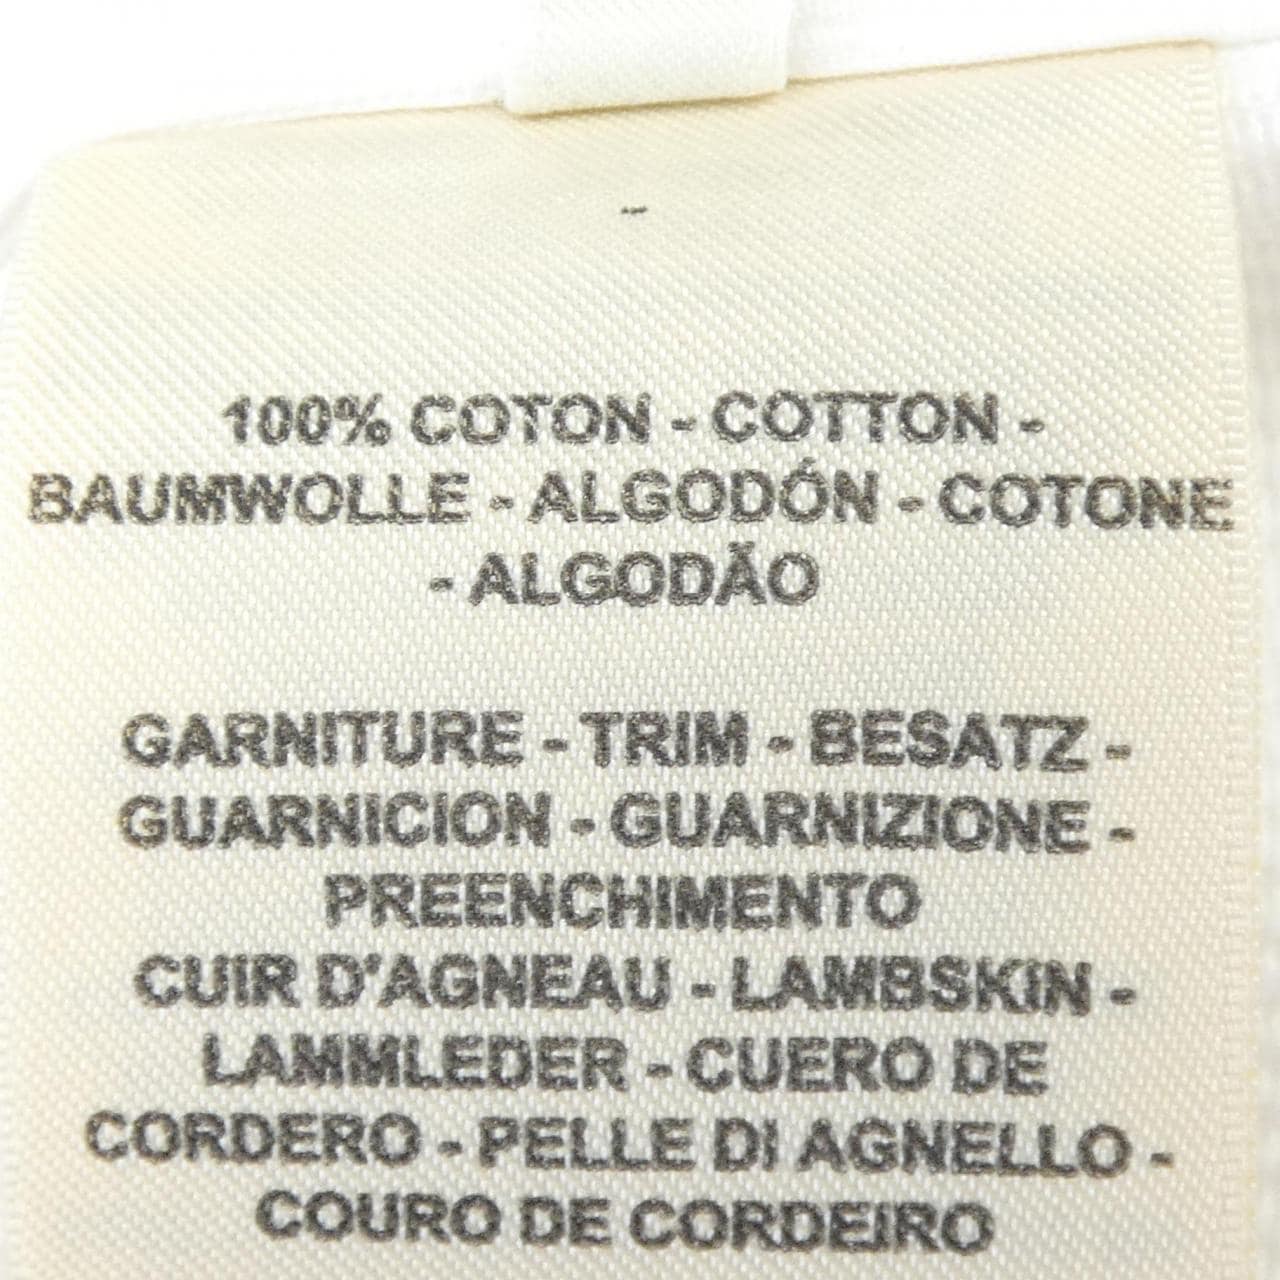 -
100% COTON - COTTON -
BAUMWOLLE - ALGODÓN - COTONE
- ALGODÃO
GARNITURE - TRIM - BESATZ -
GUARNICION - GUARNIZIONE -
PREENCHIMENTO
CUIR D'AGNEAU - LAMBSKIN -
LAMMLEDER - CUERO DE
CORDERO - PELLE DI AGNELLO -
COURO DE CORDEIRO